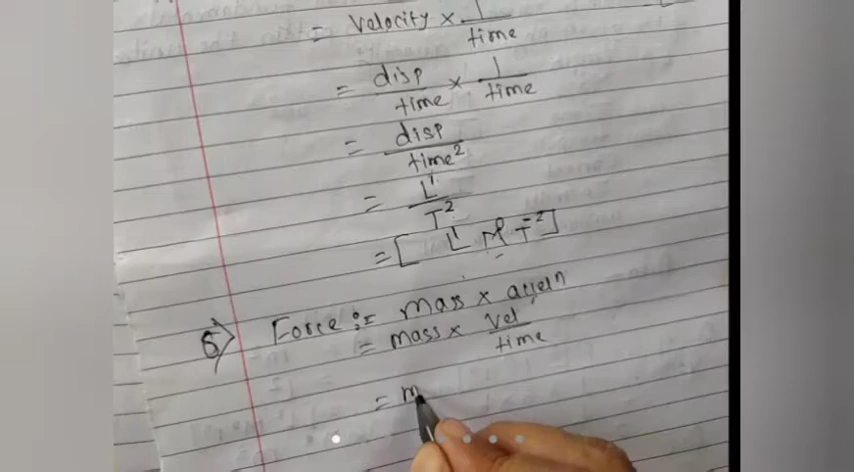 = velocity × 1/time
= disp/time × 1/time
= disp/time²
= L¹/T²
= [L¹ M⁰ T⁻²]
6) Force := mass × accln
= mass × vel/time
= m